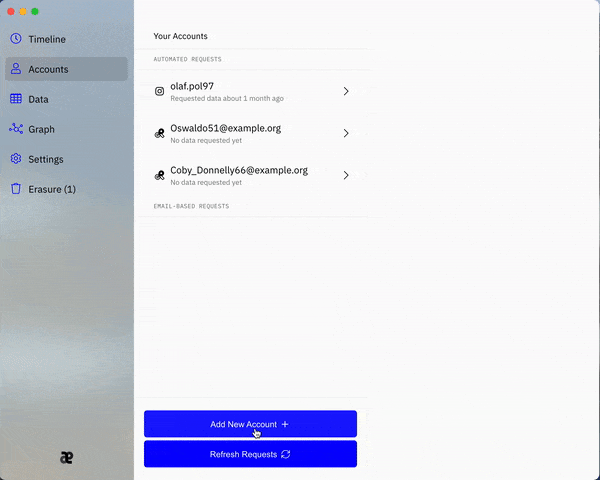 Timeline
Accounts
Data
Graph
Settings
Erasure (1)
æ
Your Accounts
AUTOMATED REQUESTS
olaf.pol97
Requested data about 1 month ago
Oswaldo51@example.org
No data requested yet
Coby_Donnelly66@example.org
No data requested yet
EMAIL-BASED REQUESTS
Add New Account +
Refresh Requests